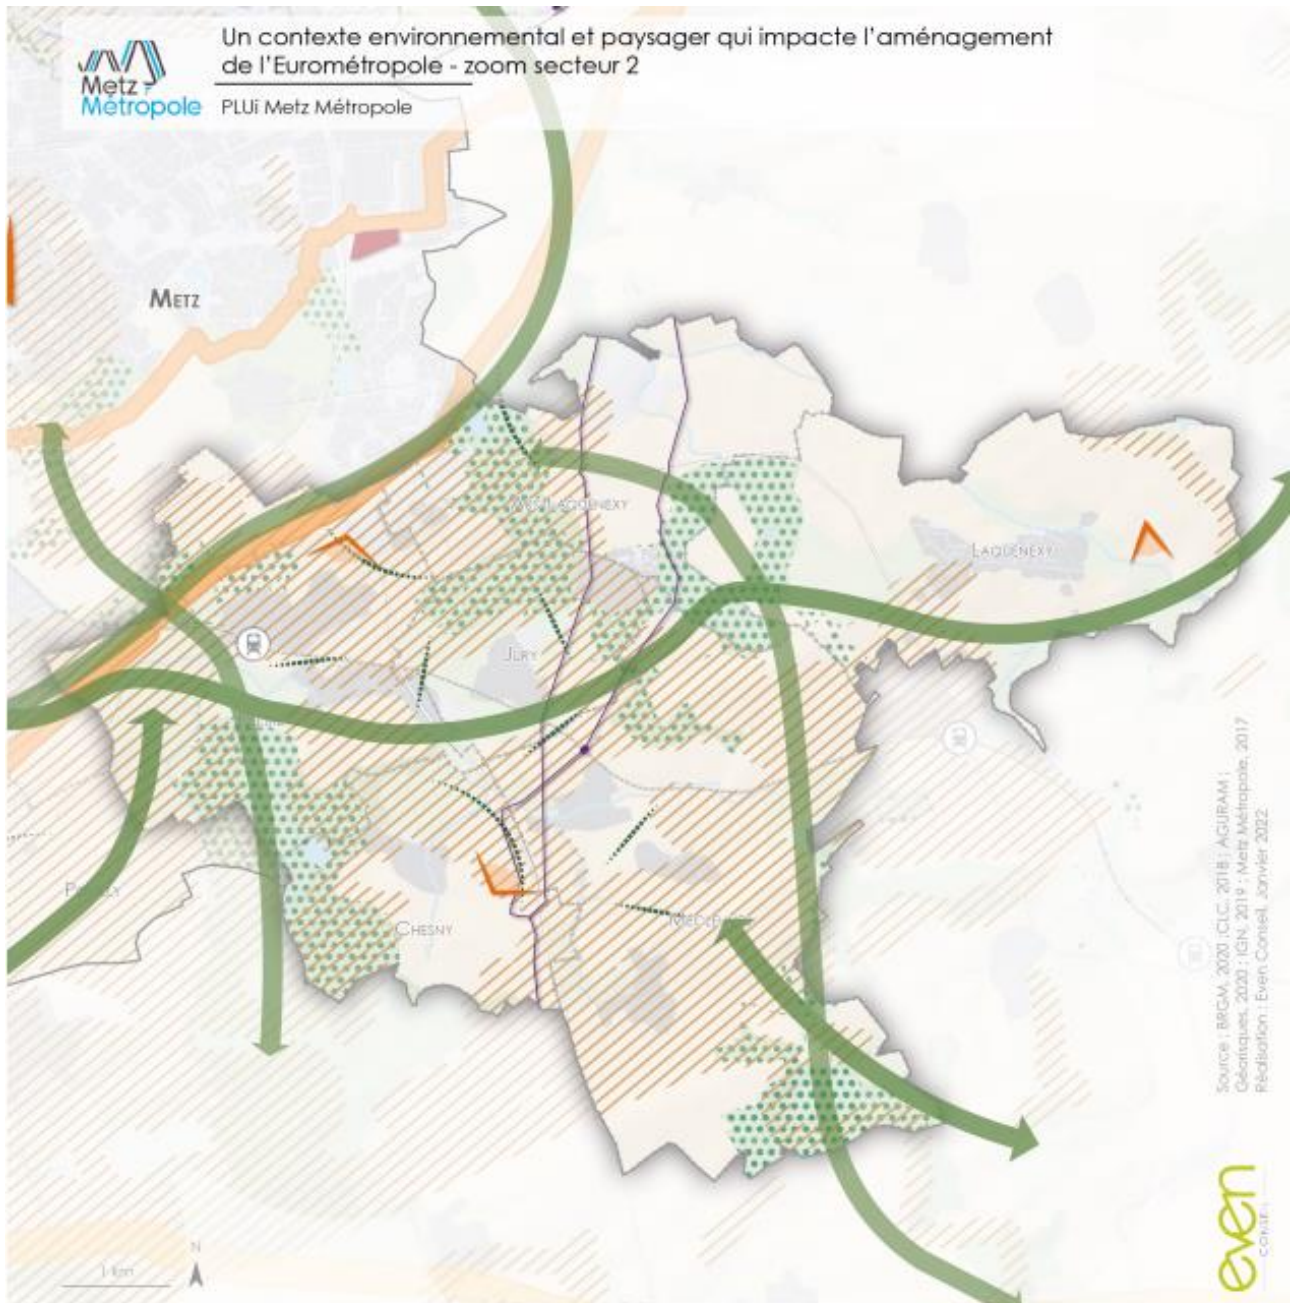 Un contexte environnemental et paysager qui impacte l'aménagement
de l'Eurométropole - zoom secteur 2
Metz
Métropole
PLUi Metz Métropole
METZ
LAQUENEXY
JURY
CHESNY
Source : BRGM, 2020 ; CLC, 2018 ; AGURAM ;
Géorisques, 2020 ; IGN, 2019 ; Metz Métropole, 2017
Réalisation : Even Conseil, Janvier 2022
N
1 km
even
CONSEIL